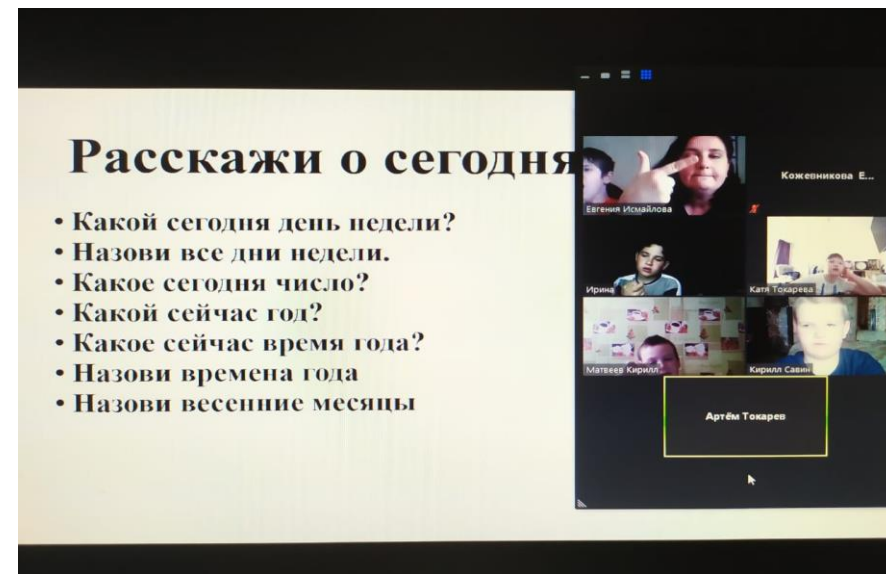 Расскажи о сегодня
• Какой сегодня день недели?
• Назови все дни недели.
• Какое сегодня число?
• Какой сейчас год?
• Какое сейчас время года?
• Назови времена года
• Назови весенние месяцы
Евгения Исмайлова
Кожевникова Е...
Ирина
Катя Токарева
Матвеев Кирилл
Кирилл Савин
Артём Токарев